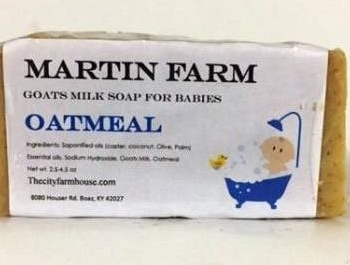 MARTIN FARM
GOATS MILK SOAP FOR BABIES
OATMEAL
Ingredients: Saponified oils (caster, coconut, Olive, Palm)
Essential oils, Sodium Hydroxide, Goats Milk, Oatmeal
Net wt. 2.5-4.5 oz
Thecityfarmhouse.com
8080 Houser Rd. Boaz, KY 42027